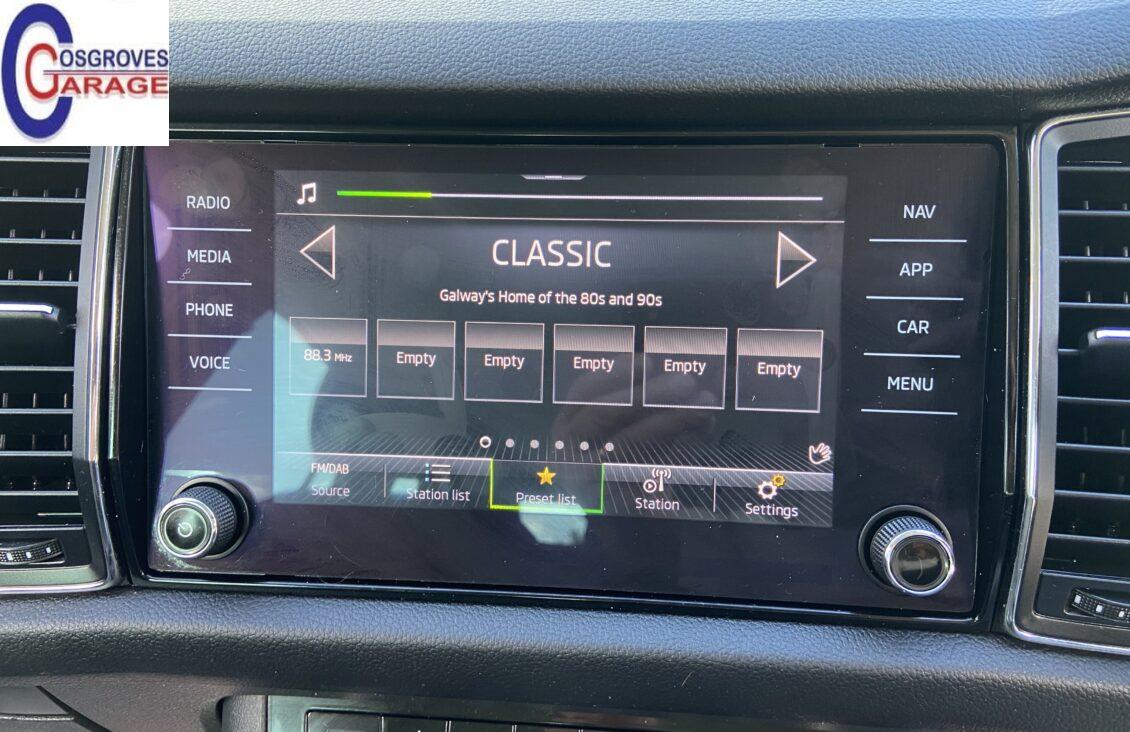 COSGROVES
GARAGE
RADIO
MEDIA
PHONE
VOICE
CLASSIC
Galway's Home of the 80s and 90s
88.3 MHz
Empty
Empty
Empty
Empty
Empty
FM/DAB
Source
Station list
Preset list
Station
Settings
NAV
APP
CAR
MENU